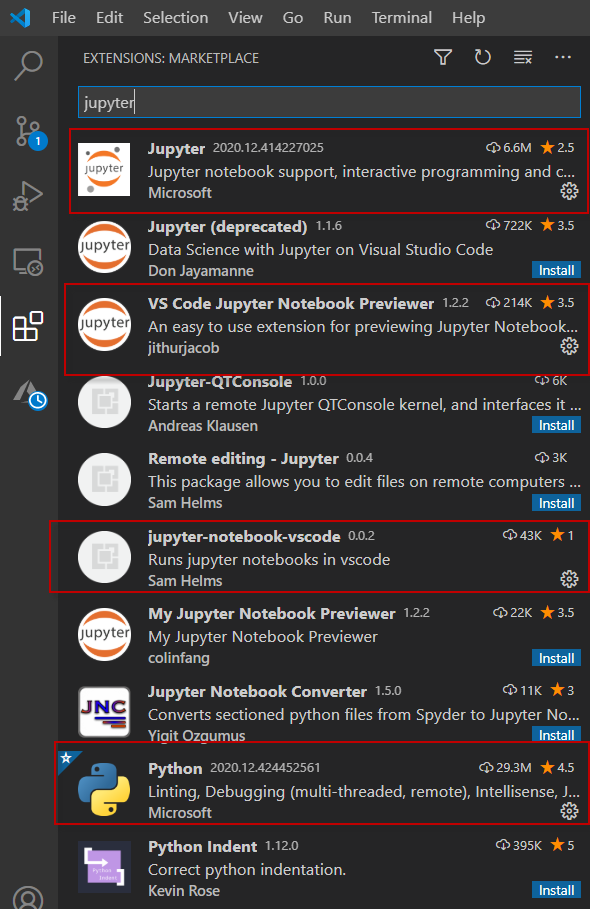 File Edit Selection View Go Run Terminal Help
EXTENSIONS: MARKETPLACE
jupyter
1
Jupyter 2020.12.414227025 6.6M 2.5
Jupyter notebook support, interactive programming and c...
Microsoft
jupyter
Jupyter (deprecated) 1.1.6 722K 3.5
Data Science with Jupyter on Visual Studio Code
Don Jayamanne Install
jupyter
VS Code Jupyter Notebook Previewer 1.2.2 214K 3.5
An easy to use extension for previewing Jupyter Notebook...
jithurjacob
jupyter
Jupyter-QTConsole 1.0.0 6K
Starts a remote Jupyter QTConsole kernel, and interfaces it ...
Andreas Klausen Install
Remote editing - Jupyter 0.0.4 3K
This package allows you to edit files on remote computers ...
Sam Helms Install
jupyter-notebook-vscode 0.0.2 43K 1
Runs jupyter notebooks in vscode
Sam Helms
My Jupyter Notebook Previewer 1.2.2 22K 3.5
My Jupyter Notebook Previewer
colinfang Install
jupyter
Jupyter Notebook Converter 1.5.0 11K 3
Converts sectioned python files from Spyder to Jupyter No...
Yigit Ozgumus Install
JNC
Python 2020.12.424452561 29.3M 4.5
Linting, Debugging (multi-threaded, remote), Intellisense, J...
Microsoft
Python Indent 1.12.0 395K 5
Correct python indentation.
Kevin Rose Install
Python
Indent